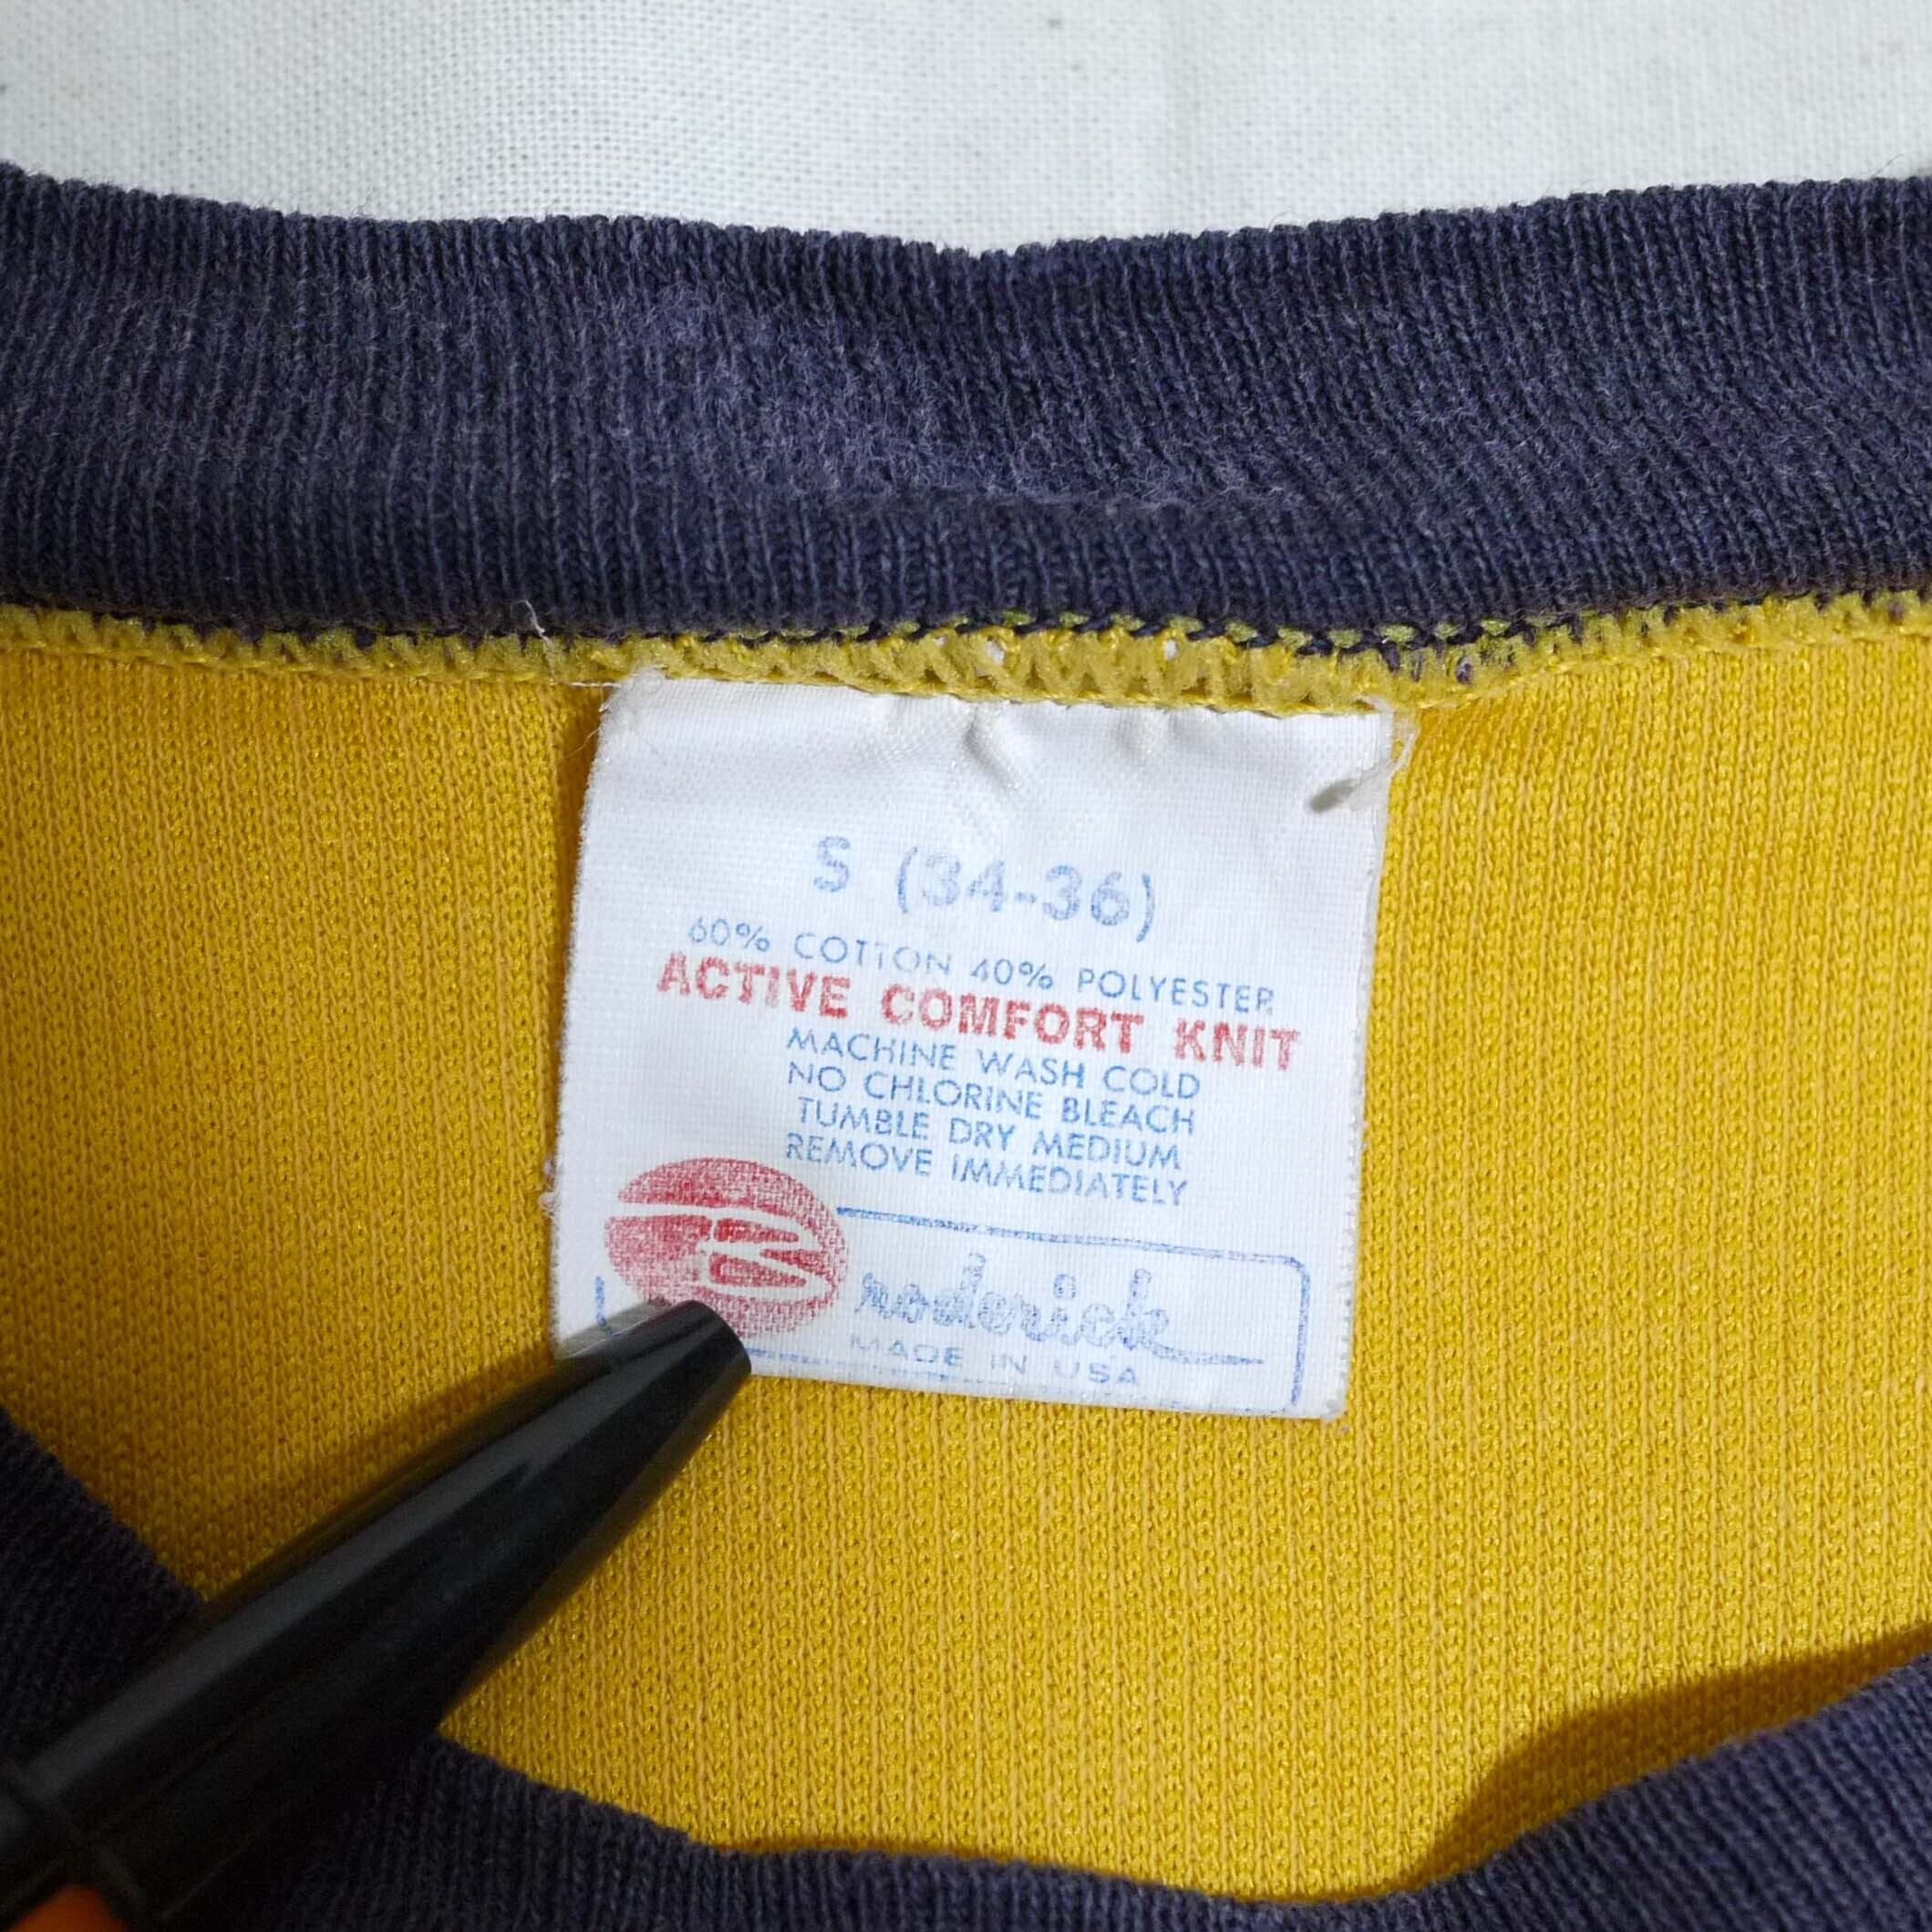 S (34-36)
60% COTTON 40% POLYESTER
ACTIVE COMFORT KNIT
MACHINE WASH COLD
NO CHLORINE BLEACH
TUMBLE DRY MEDIUM
REMOVE IMMEDIATELY
Broderick
MADE IN USA